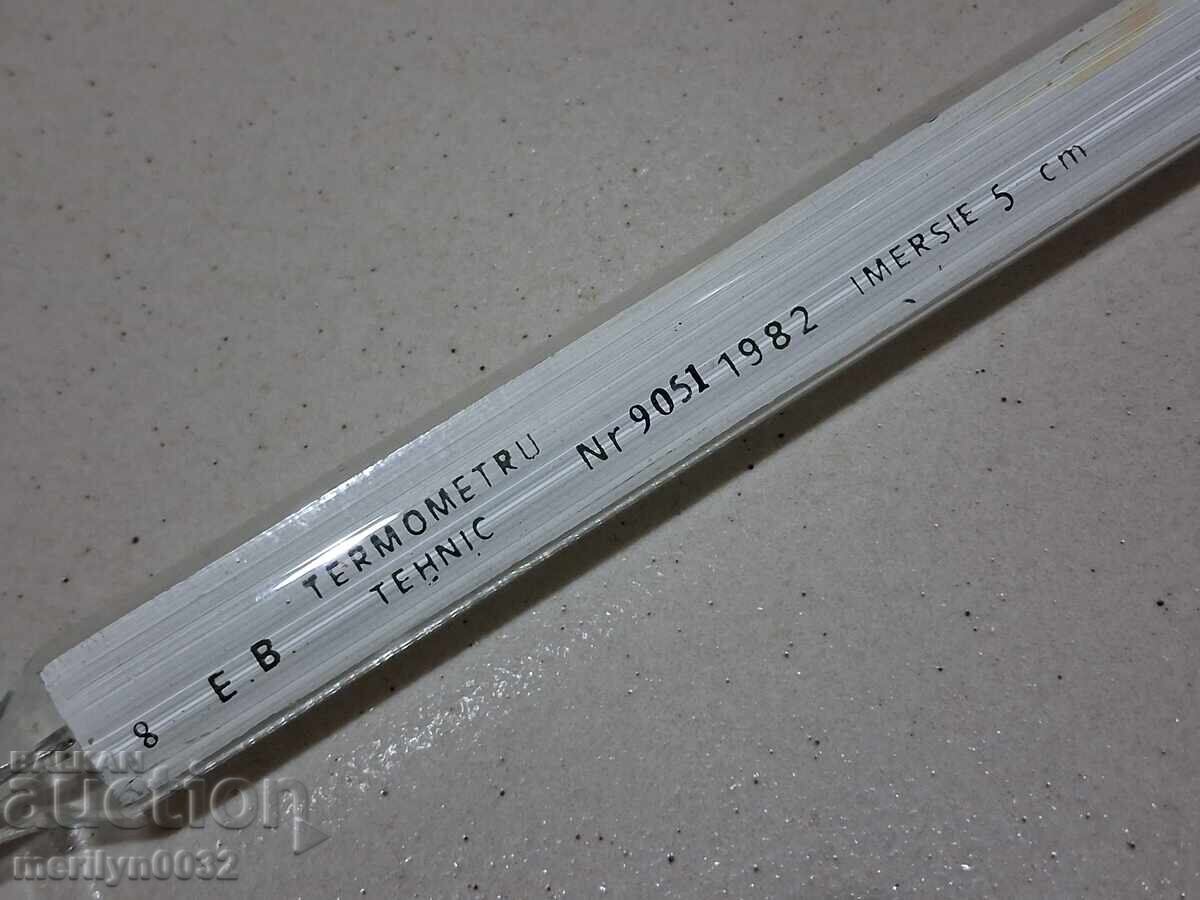 8 E.B. TERMOMETRU TEHNIC Nr 9051 1982 IMERSIE 5 cm
BALKAN
auction
merilyn0032